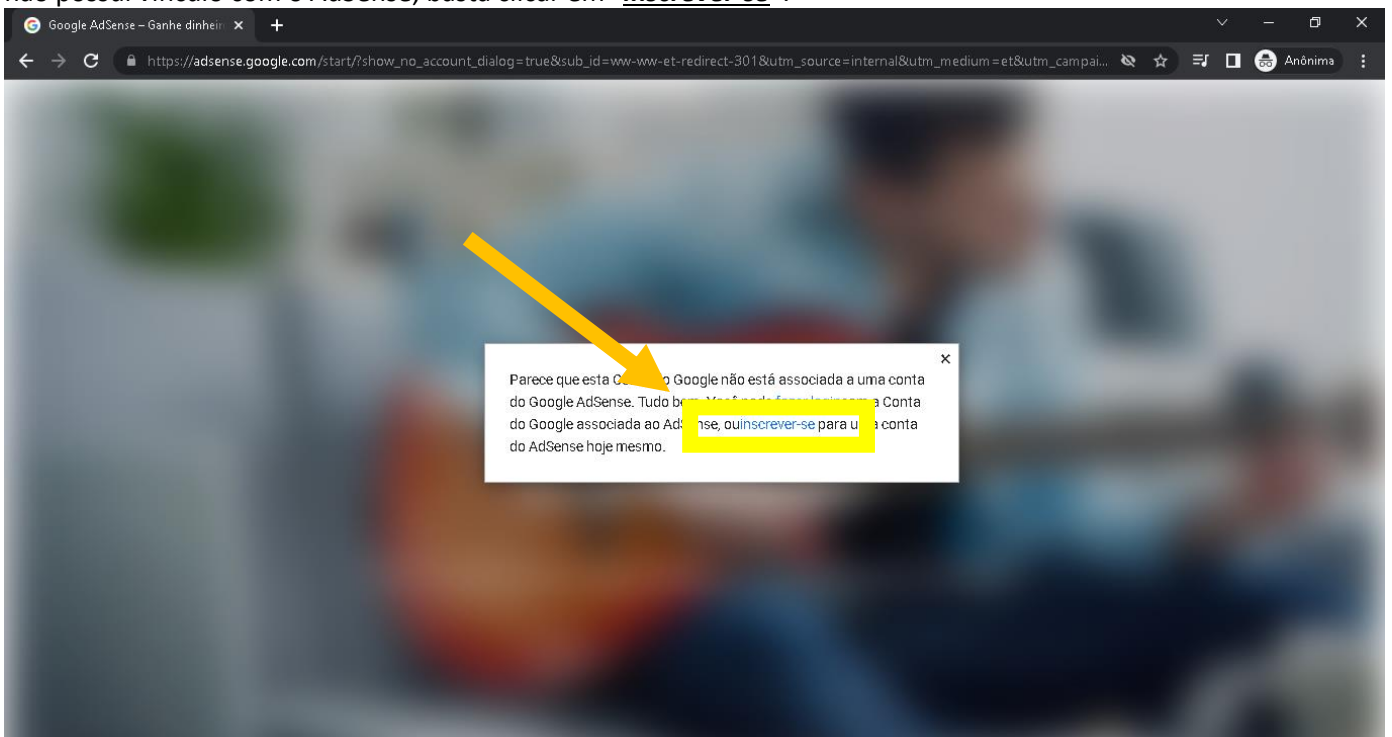 não possui vínculo com o AdSense, basta clicar em "inscrever-se".
Google AdSense – Ganhe dinheir
https://adsense.google.com/start/?show_no_account_dialog=true&sub_id=ww-ww-et-redirect-301&utm_source=internal&utm_medium=et&utm_campai...
Anônima
Parece que esta Google não está associada a uma conta
do Google AdSense. Tudo a Conta
do Google associada ao ou inscrever-se para conta
do AdSense hoje mesmo.